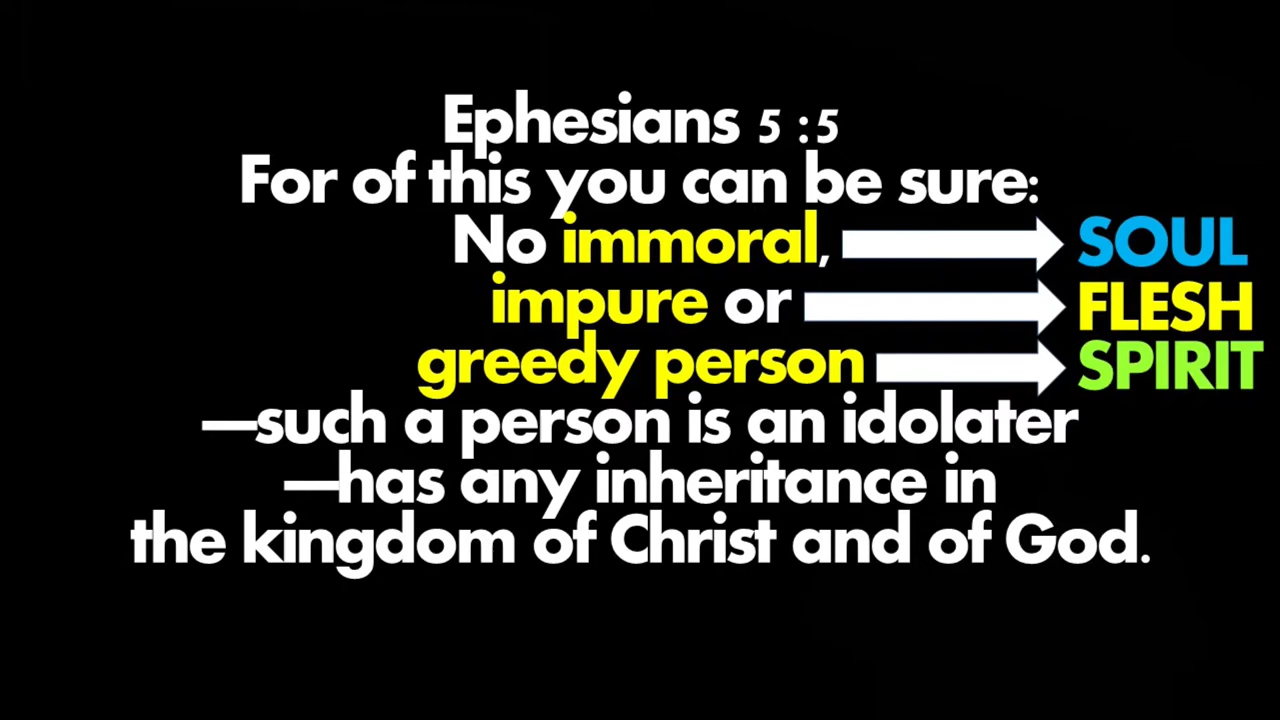 Ephesians 5 :5
For of this you can be sure:
No immoral, SOUL
impure or FLESH
greedy person SPIRIT
—such a person is an idolater
—has any inheritance in
the kingdom of Christ and of God.